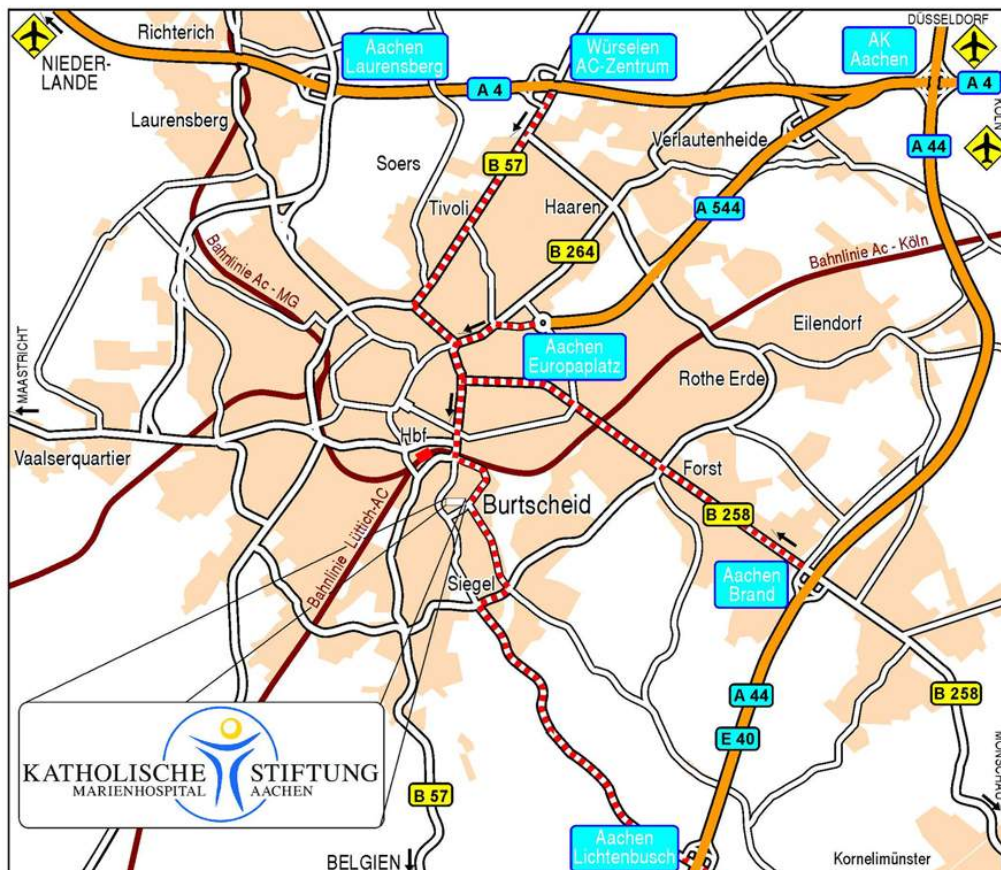 DÜSSELDORF
Richterich
Aachen
Laurensberg
Würselen
AC-Zentrum
AK
Aachen
NIEDER-
LANDE
A 4
A 4
KÖLN
Laurensberg
Verlautenheide
A 44
Soers
B 57
Tivoli
Haaren
A 544
B 264
Bahnlinie Ac - MG
Bahnlinie Ac - Köln
Eilendorf
Aachen
Europaplatz
MAASTRICHT
Rothe Erde
Hbf
Vaalserquartier
Forst
Burtscheid
B 258
Bahnlinie Lüttich-AC
Siegel
Aachen
Brand
A 44
B 258
E 40
MONSCHAU
KATHOLISCHE STIFTUNG
MARIENHOSPITAL AACHEN
B 57
Aachen
Lichtenbusch
BELGIEN
Kornelimünster